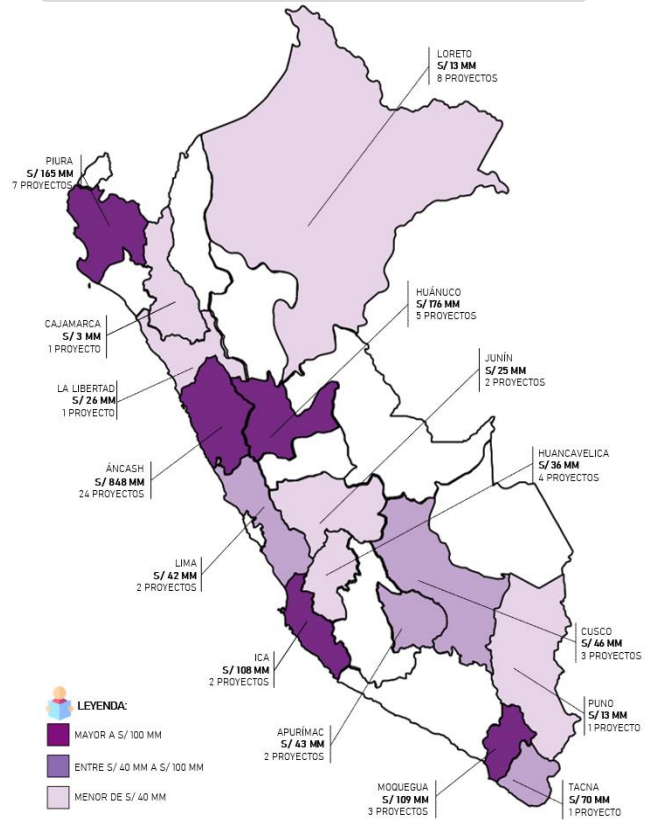 LORETO
S/ 13 MM
8 PROYECTOS
PIURA
S/ 165 MM
7 PROYECTOS
HUÁNUCO
S/ 176 MM
5 PROYECTOS
CAJAMARCA
S/ 3 MM
1 PROYECTO
JUNÍN
S/ 25 MM
2 PROYECTOS
LA LIBERTAD
S/ 26 MM
1 PROYECTO
HUANCAVELICA
S/ 36 MM
4 PROYECTOS
ÁNCASH
S/ 848 MM
24 PROYECTOS
LIMA
S/ 42 MM
2 PROYECTOS
CUSCO
S/ 46 MM
3 PROYECTOS
ICA
S/ 108 MM
2 PROYECTOS
PUNO
S/ 13 MM
1 PROYECTO
APURÍMAC
S/ 43 MM
2 PROYECTOS
MOQUEGUA
S/ 109 MM
3 PROYECTOS
TACNA
S/ 70 MM
1 PROYECTO
LEYENDA:
MAYOR A S/ 100 MM
ENTRE S/ 40 MM A S/ 100 MM
MENOR DE S/ 40 MM